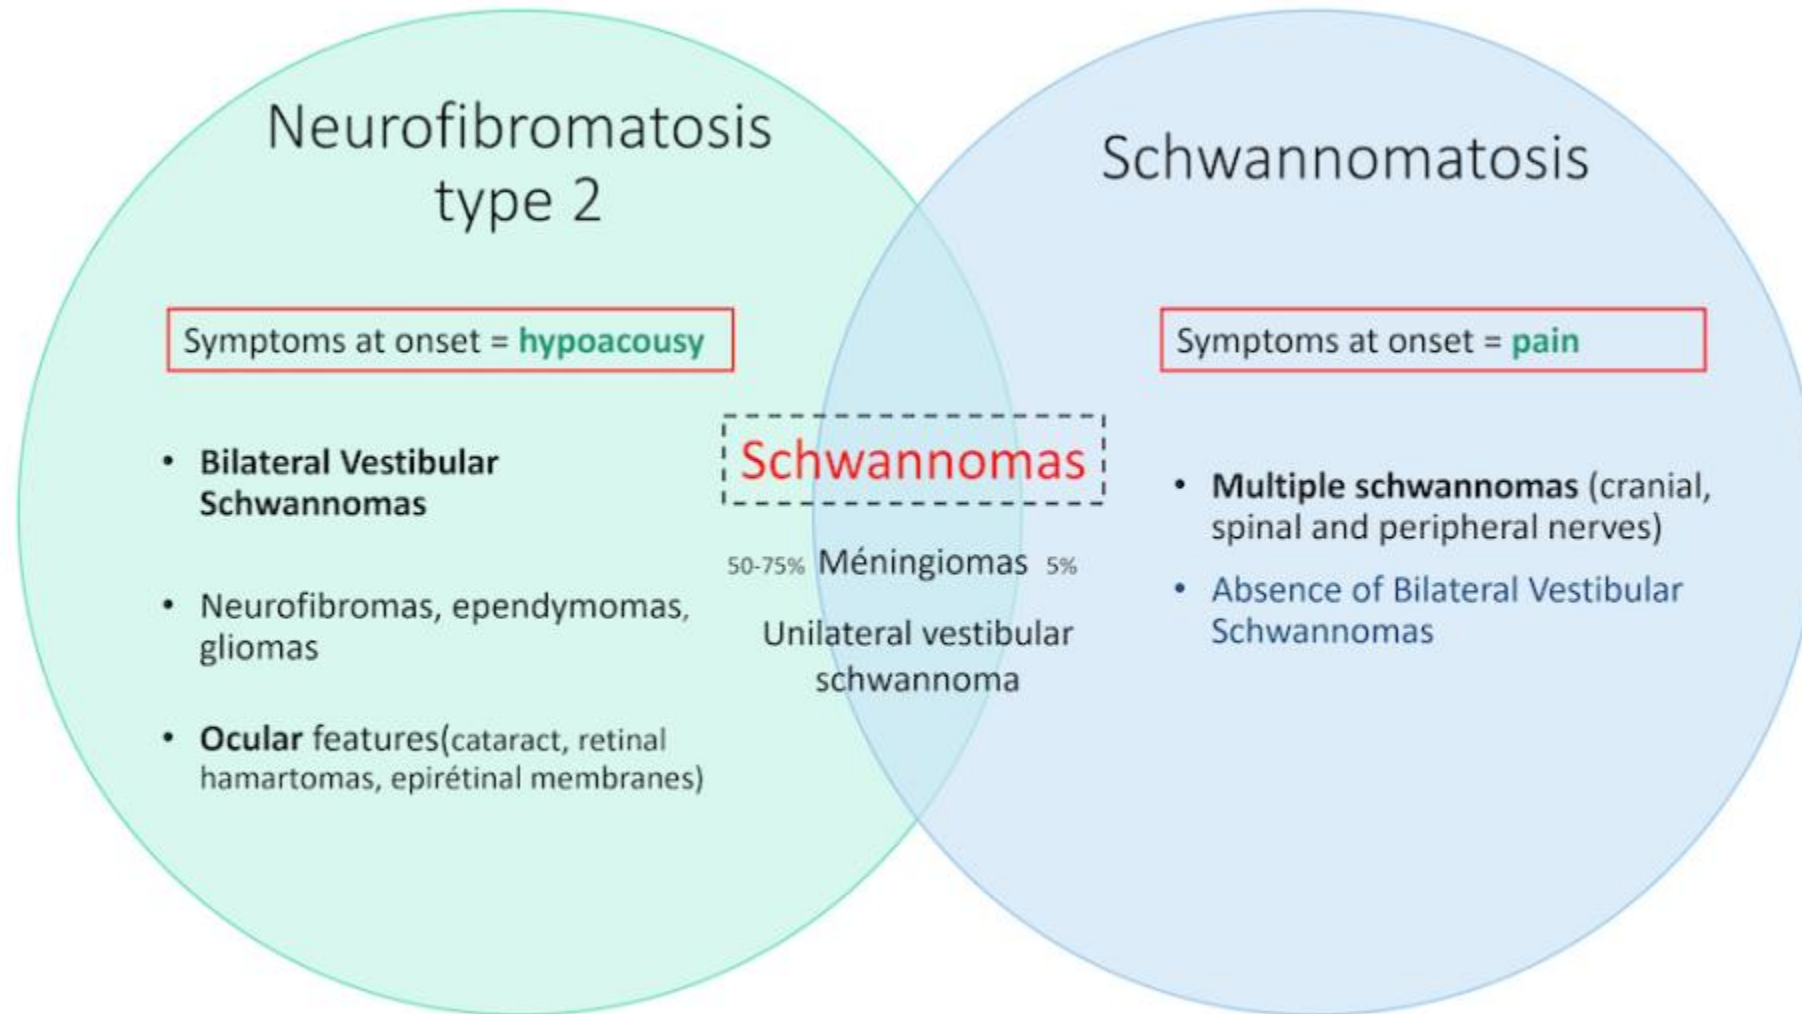 Neurofibromatosis
type 2
Symptoms at onset = hypoacousy
• Bilateral Vestibular
Schwannomas
• Neurofibromas, ependymomas,
gliomas
• Ocular features(cataract, retinal
hamartomas, epirétinal membranes)
Schwannomas
50-75% Méningiomas 5%
Unilateral vestibular
schwannoma
Schwannomatosis
Symptoms at onset = pain
• Multiple schwannomas (cranial,
spinal and peripheral nerves)
• Absence of Bilateral Vestibular
Schwannomas